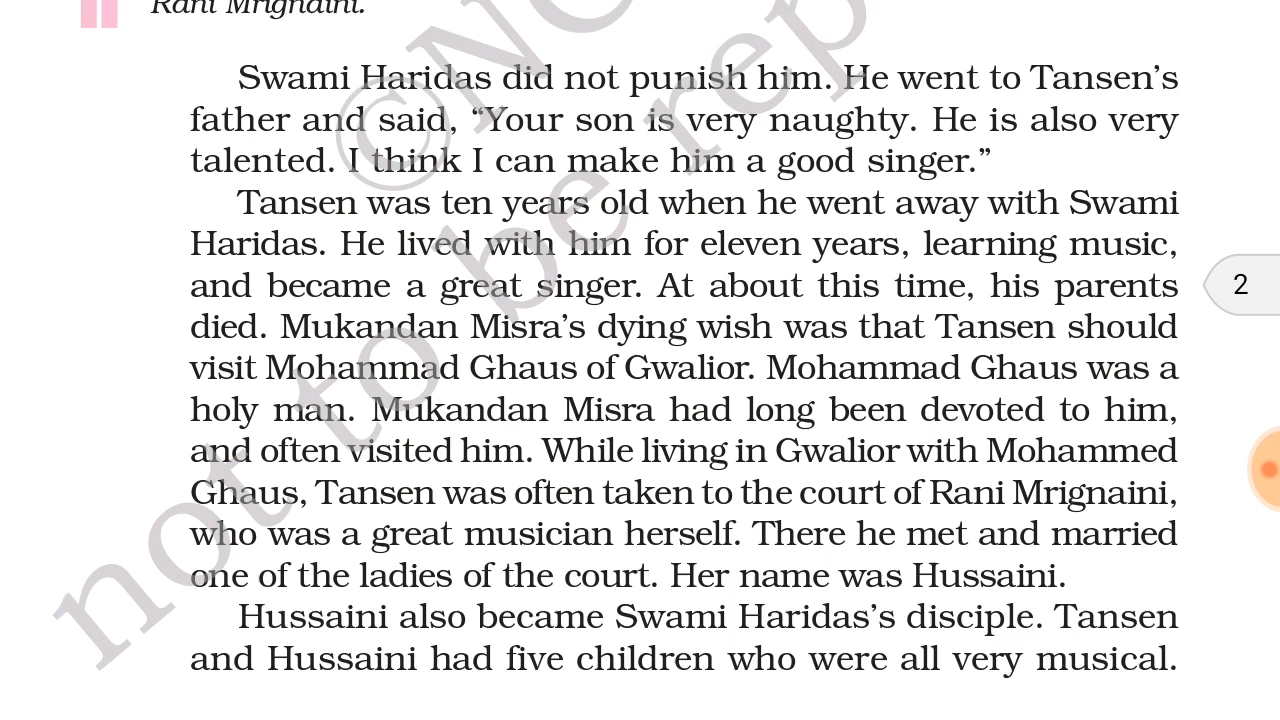 Rani Mrignaini.
Swami Haridas did not punish him. He went to Tansen’s
father and said, “Your son is very naughty. He is also very
talented. I think I can make him a good singer.”
Tansen was ten years old when he went away with Swami
Haridas. He lived with him for eleven years, learning music,
and became a great singer. At about this time, his parents
died. Mukandan Misra’s dying wish was that Tansen should
visit Mohammad Ghaus of Gwalior. Mohammad Ghaus was a
holy man. Mukandan Misra had long been devoted to him,
and often visited him. While living in Gwalior with Mohammed
Ghaus, Tansen was often taken to the court of Rani Mrignaini,
who was a great musician herself. There he met and married
one of the ladies of the court. Her name was Hussaini.
Hussaini also became Swami Haridas’s disciple. Tansen
and Hussaini had five children who were all very musical.
2
not to be